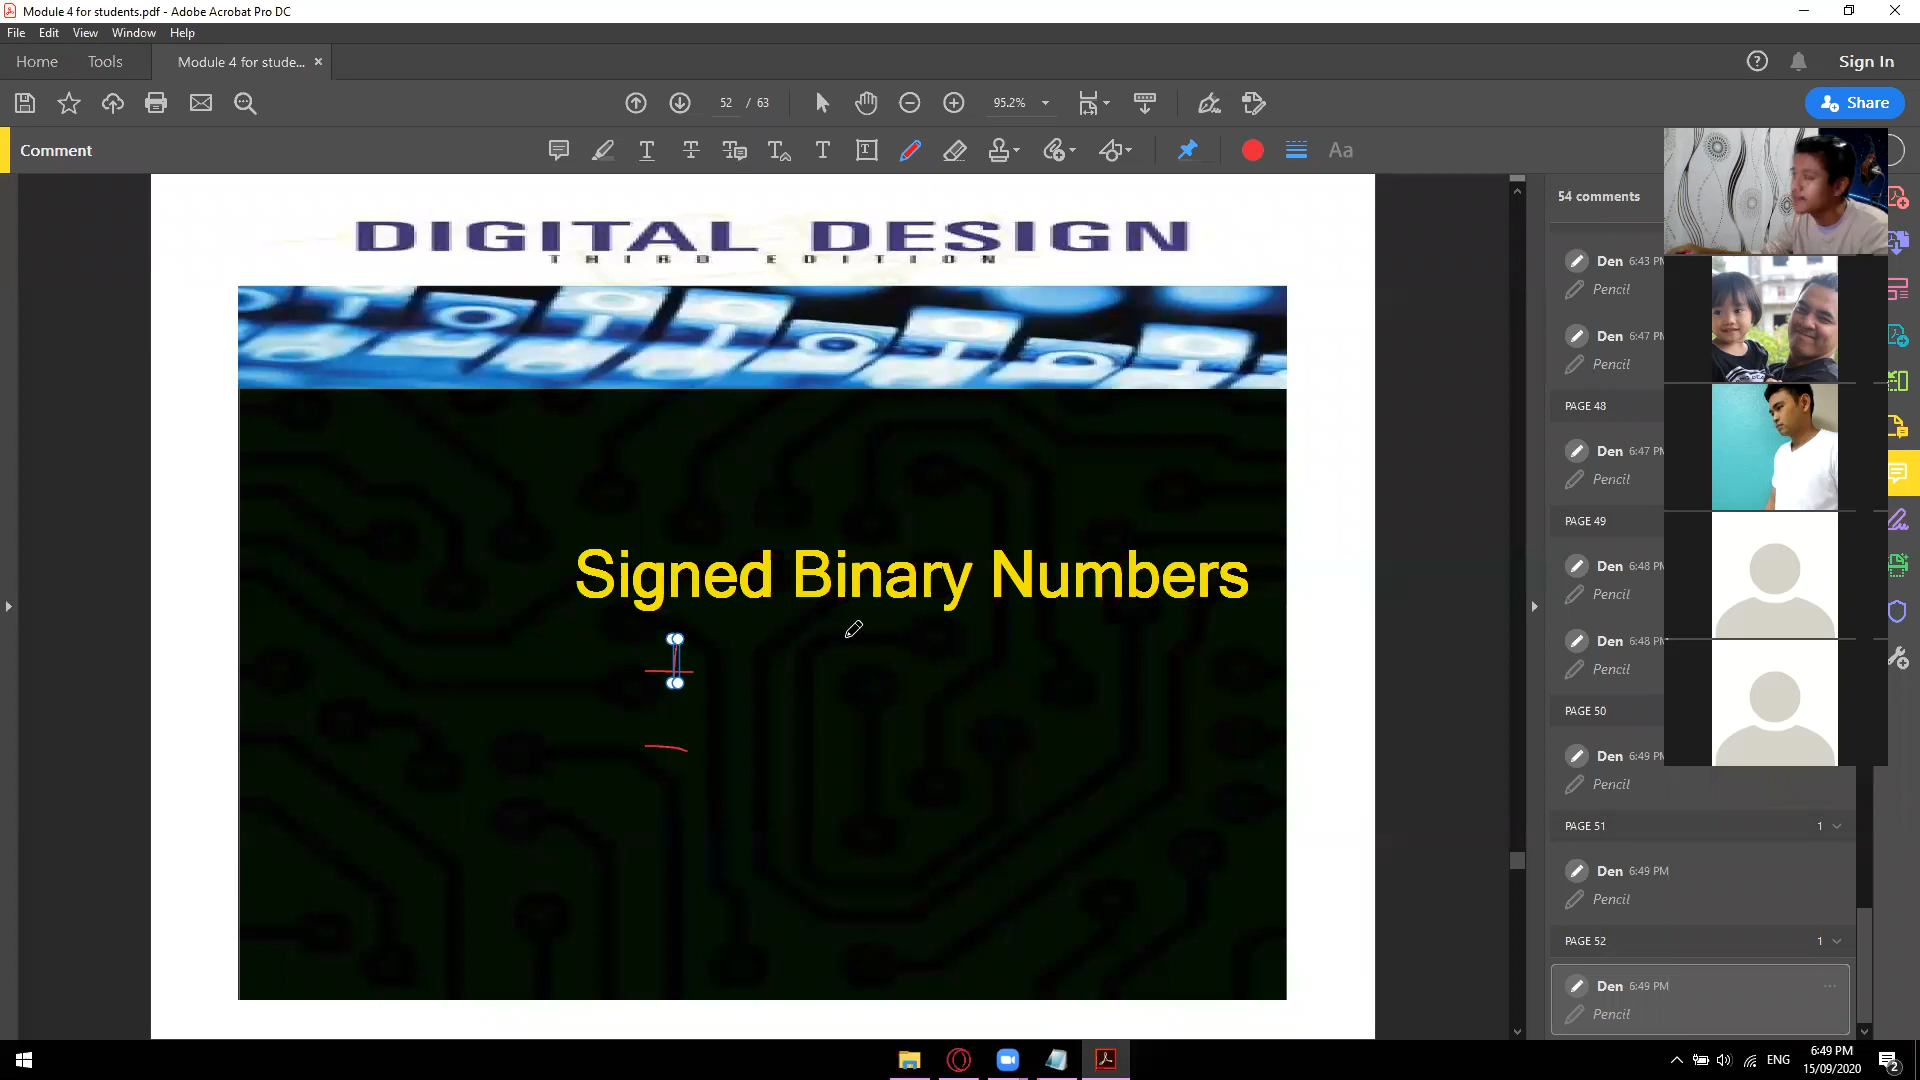 Module 4 for students.pdf - Adobe Acrobat Pro DC
File Edit View Window Help
Home Tools Module 4 for stude... × Sign In
52 / 63 95.2% Share
Comment Aa
DIGITAL DESIGN
THIRD EDITION
Signed Binary Numbers
54 comments
Den 6:43 PM
Pencil
Den 6:47 PM
Pencil
PAGE 48
Den 6:47 PM
Pencil
PAGE 49
Den 6:48 PM
Pencil
Den 6:48 PM
Pencil
PAGE 50
Den 6:49 PM
Pencil
PAGE 51 1
Den 6:49 PM
Pencil
PAGE 52 1
Den 6:49 PM
Pencil
ENG 6:49 PM
15/09/2020
2